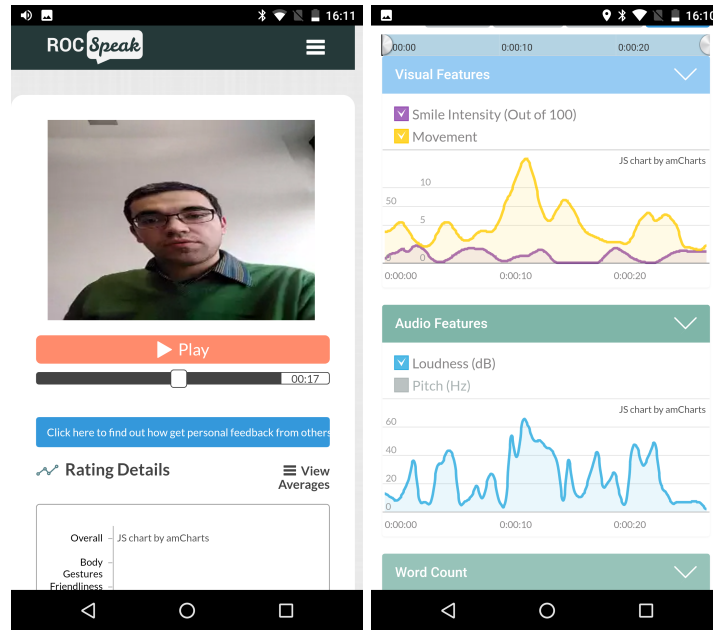 16:11
ROC Speak
Play
00:17
Click here to find out how get personal feedback from others
Rating Details
View
Averages
Overall
JS chart by amCharts
Body
Gestures
Friendliness
16:10
00:00
0:00:10
0:00:20
Visual Features
Smile Intensity (Out of 100)
Movement
JS chart by amCharts
10
50
5
0
0
0:00:00
0:00:10
0:00:20
Audio Features
Loudness (dB)
Pitch (Hz)
JS chart by amCharts
60
40
20
0
0:00:00
0:00:10
0:00:20
Word Count